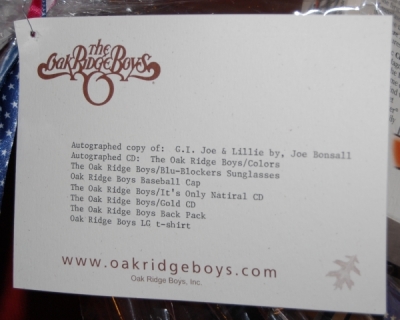 The
Oak Ridge Boys
Autographed copy of: G.I. Joe & Lillie by, Joe Bonsall
Autographed CD: The Oak Ridge Boys/Colors
The Oak Ridge Boys/Blu-Blockers Sunglasses
Oak Ridge Boys Baseball Cap
The Oak Ridge Boys/It's Only Natiral CD
The Oak Ridge Boys/Gold CD
The Oak Ridge Boys Back Pack
Oak Ridge Boys LG t-shirt
www.oakridgeboys.com
Oak Ridge Boys, Inc.